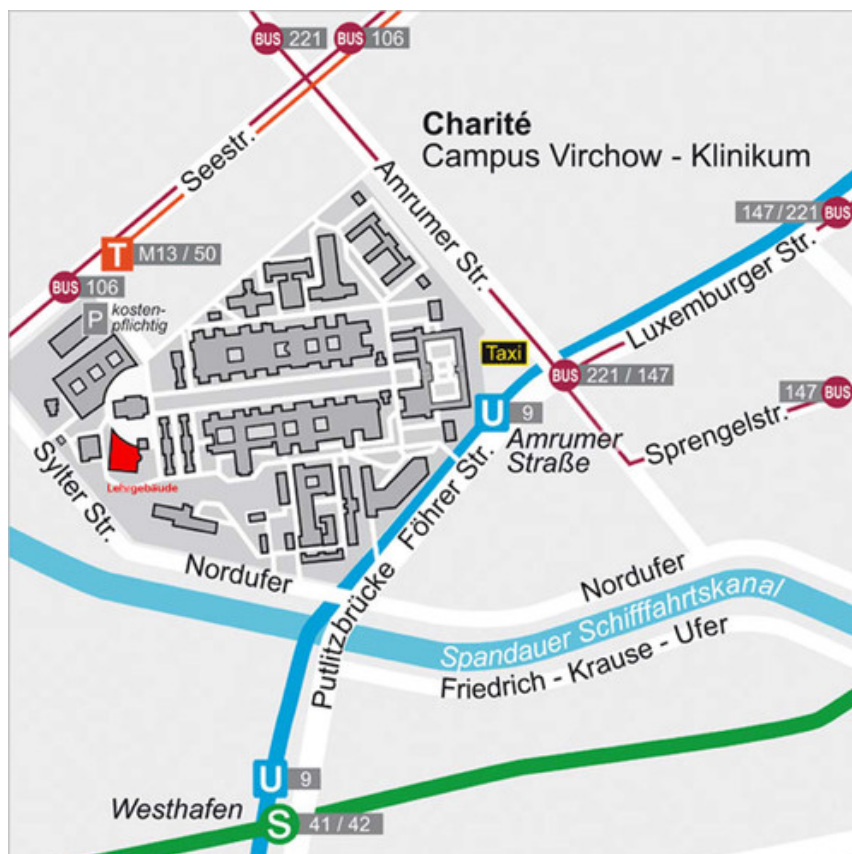 BUS 221
BUS 106
Charité
Campus Virchow - Klinikum
Seestr.
Amrumer Str.
147/221 BUS
T M13 / 50
BUS 106
P kosten-
pflichtig
Luxemburger Str.
Taxi
BUS 221 / 147
147 BUS
U 9
Amrumer
Straße
Sprengelstr.
Sylter Str.
Lehrgebäude
Föhrer Str.
Nordufer
Nordufer
Putlitzbrücke
Spandauer Schifffahrtskanal
Friedrich - Krause - Ufer
U 9
Westhafen
S 41 / 42